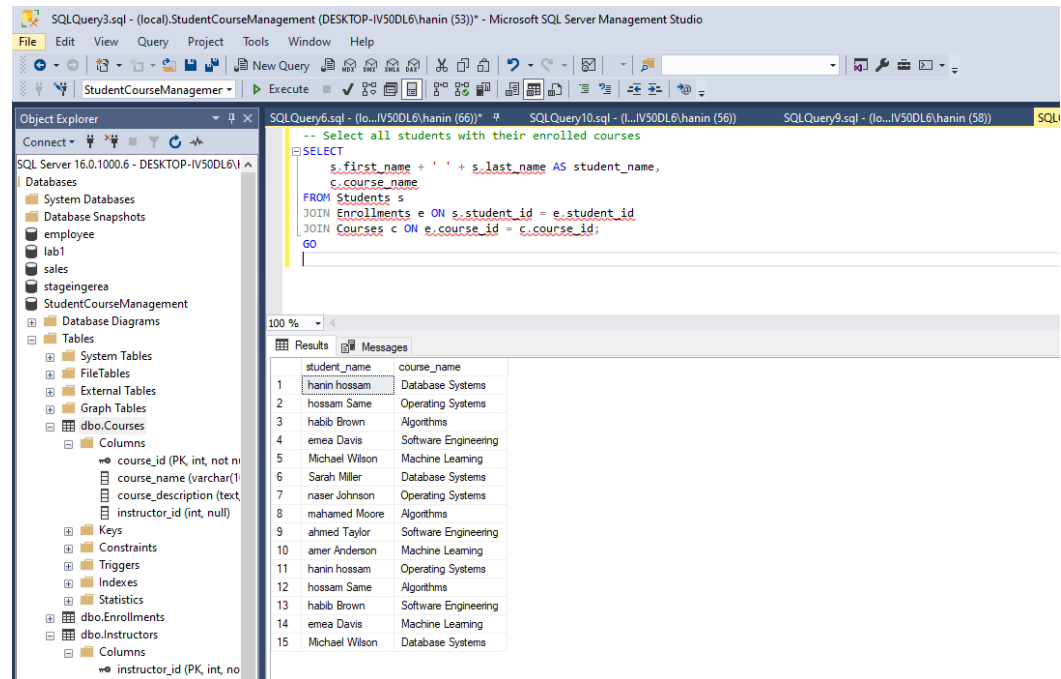 SQLQuery3.sql - (local).StudentCourseManagement (DESKTOP-IV50DL6\hanin (53))* - Microsoft SQL Server Management Studio
File Edit View Query Project Tools Window Help
New Query MDX DMX XMLA DAX
StudentCourseManagemer Execute
Object Explorer
Connect
SQL Server 16.0.1000.6 - DESKTOP-IV50DL6\
Databases
System Databases
Database Snapshots
employee
lab1
sales
stageingerea
StudentCourseManagement
Database Diagrams
Tables
System Tables
FileTables
External Tables
Graph Tables
dbo.Courses
Columns
course_id (PK, int, not nu
course_name (varchar(1
course_description (text,
instructor_id (int, null)
Keys
Constraints
Triggers
Indexes
Statistics
dbo.Enrollments
dbo.Instructors
Columns
instructor_id (PK, int, no
SQLQuery6.sql - (lo...IV50DL6\hanin (66))* SQLQuery10.sql - (l...IV50DL6\hanin (56)) SQLQuery9.sql - (lo...IV50DL6\hanin (58)) SQL
-- Select all students with their enrolled courses
SELECT
s.first_name + ' ' + s.last_name AS student_name,
c.course_name
FROM Students s
JOIN Enrollments e ON s.student_id = e.student_id
JOIN Courses c ON e.course_id = c.course_id;
GO
100 %
Results Messages
student_name course_name
1 hanin hossam Database Systems
2 hossam Same Operating Systems
3 habib Brown Algorithms
4 emea Davis Software Engineering
5 Michael Wilson Machine Learning
6 Sarah Miller Database Systems
7 naser Johnson Operating Systems
8 mahamed Moore Algorithms
9 ahmed Taylor Software Engineering
10 amer Anderson Machine Learning
11 hanin hossam Operating Systems
12 hossam Same Algorithms
13 habib Brown Software Engineering
14 emea Davis Machine Learning
15 Michael Wilson Database Systems